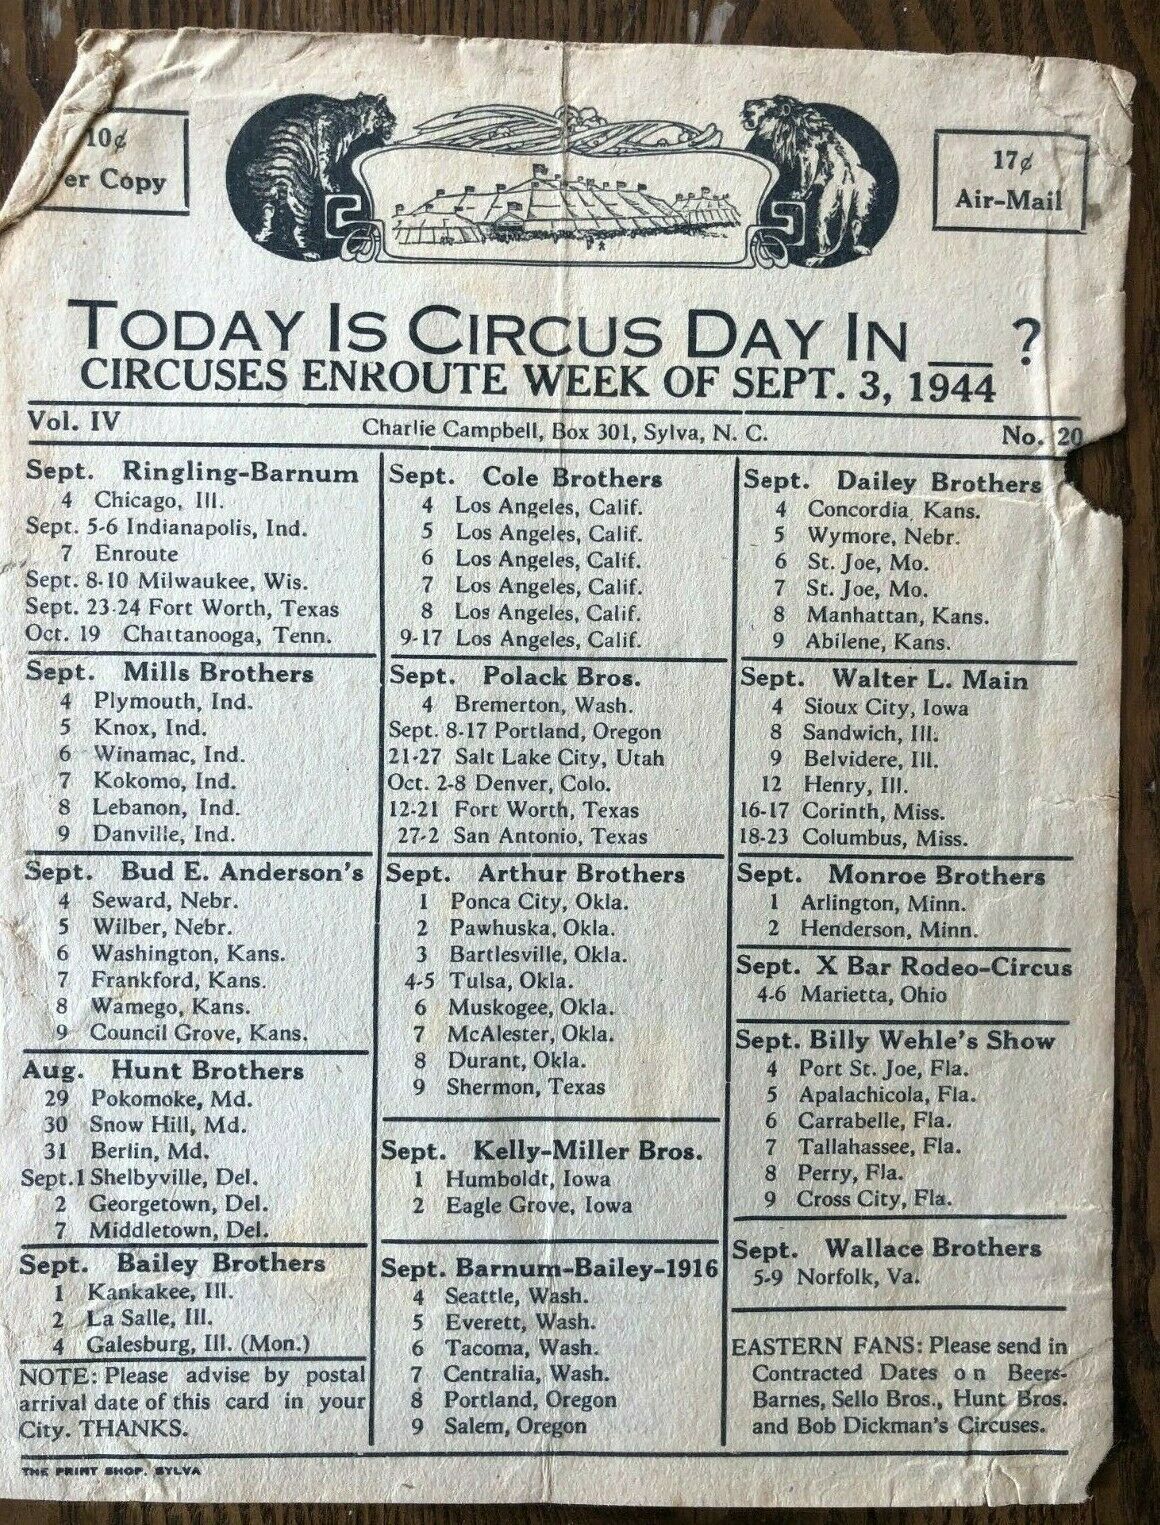 10¢
er Copy
17¢
Air-Mail
TODAY IS CIRCUS DAY IN __ ?
CIRCUSES ENROUTE WEEK OF SEPT. 3, 1944
Vol. IV
Charlie Campbell, Box 301, Sylva, N. C.
No. 20
Sept. Ringling-Barnum
4 Chicago, Ill.
Sept. 5-6 Indianapolis, Ind.
7 Enroute
Sept. 8-10 Milwaukee, Wis.
Sept. 23-24 Fort Worth, Texas
Oct. 19 Chattanooga, Tenn.
Sept. Mills Brothers
4 Plymouth, Ind.
5 Knox, Ind.
6 Winamac, Ind.
7 Kokomo, Ind.
8 Lebanon, Ind.
9 Danville, Ind.
Sept. Bud E. Anderson's
4 Seward, Nebr.
5 Wilber, Nebr.
6 Washington, Kans.
7 Frankford, Kans.
8 Wamego, Kans.
9 Council Grove, Kans.
Aug. Hunt Brothers
29 Pokomoke, Md.
30 Snow Hill, Md.
31 Berlin, Md.
Sept.1 Shelbyville, Del.
2 Georgetown, Del.
7 Middletown, Del.
Sept. Bailey Brothers
1 Kankakee, Ill.
2 La Salle, Ill.
4 Galesburg, Ill. (Mon.)
NOTE: Please advise by postal
arrival date of this card in your
City. THANKS.
THE PRINT SHOP, SYLVA
Sept. Cole Brothers
4 Los Angeles, Calif.
5 Los Angeles, Calif.
6 Los Angeles, Calif.
7 Los Angeles, Calif.
8 Los Angeles, Calif.
9-17 Los Angeles, Calif.
Sept. Polack Bros.
4 Bremerton, Wash.
Sept. 8-17 Portland, Oregon
21-27 Salt Lake City, Utah
Oct. 2-8 Denver, Colo.
12-21 Fort Worth, Texas
27-2 San Antonio, Texas
Sept. Arthur Brothers
1 Ponca City, Okla.
2 Pawhuska, Okla.
3 Bartlesville, Okla.
4-5 Tulsa, Okla.
6 Muskogee, Okla.
7 McAlester, Okla.
8 Durant, Okla.
9 Shermon, Texas
Sept. Kelly-Miller Bros.
1 Humboldt, Iowa
2 Eagle Grove, Iowa
Sept. Barnum-Bailey-1916
4 Seattle, Wash.
5 Everett, Wash.
6 Tacoma, Wash.
7 Centralia, Wash.
8 Portland, Oregon
9 Salem, Oregon
Sept. Dailey Brothers
4 Concordia Kans.
5 Wymore, Nebr.
6 St. Joe, Mo.
7 St. Joe, Mo.
8 Manhattan, Kans.
9 Abilene, Kans.
Sept. Walter L. Main
4 Sioux City, Iowa
8 Sandwich, Ill.
9 Belvidere, Ill.
12 Henry, Ill.
16-17 Corinth, Miss.
18-23 Columbus, Miss.
Sept. Monroe Brothers
1 Arlington, Minn.
2 Henderson, Minn.
Sept. X Bar Rodeo-Circus
4-6 Marietta, Ohio
Sept. Billy Wehle's Show
4 Port St. Joe, Fla.
5 Apalachicola, Fla.
6 Carrabelle, Fla.
7 Tallahassee, Fla.
8 Perry, Fla.
9 Cross City, Fla.
Sept. Wallace Brothers
5-9 Norfolk, Va.
EASTERN FANS: Please send in
Contracted Dates on Beers-
Barnes, Sello Bros., Hunt Bros.
and Bob Dickman's Circuses.